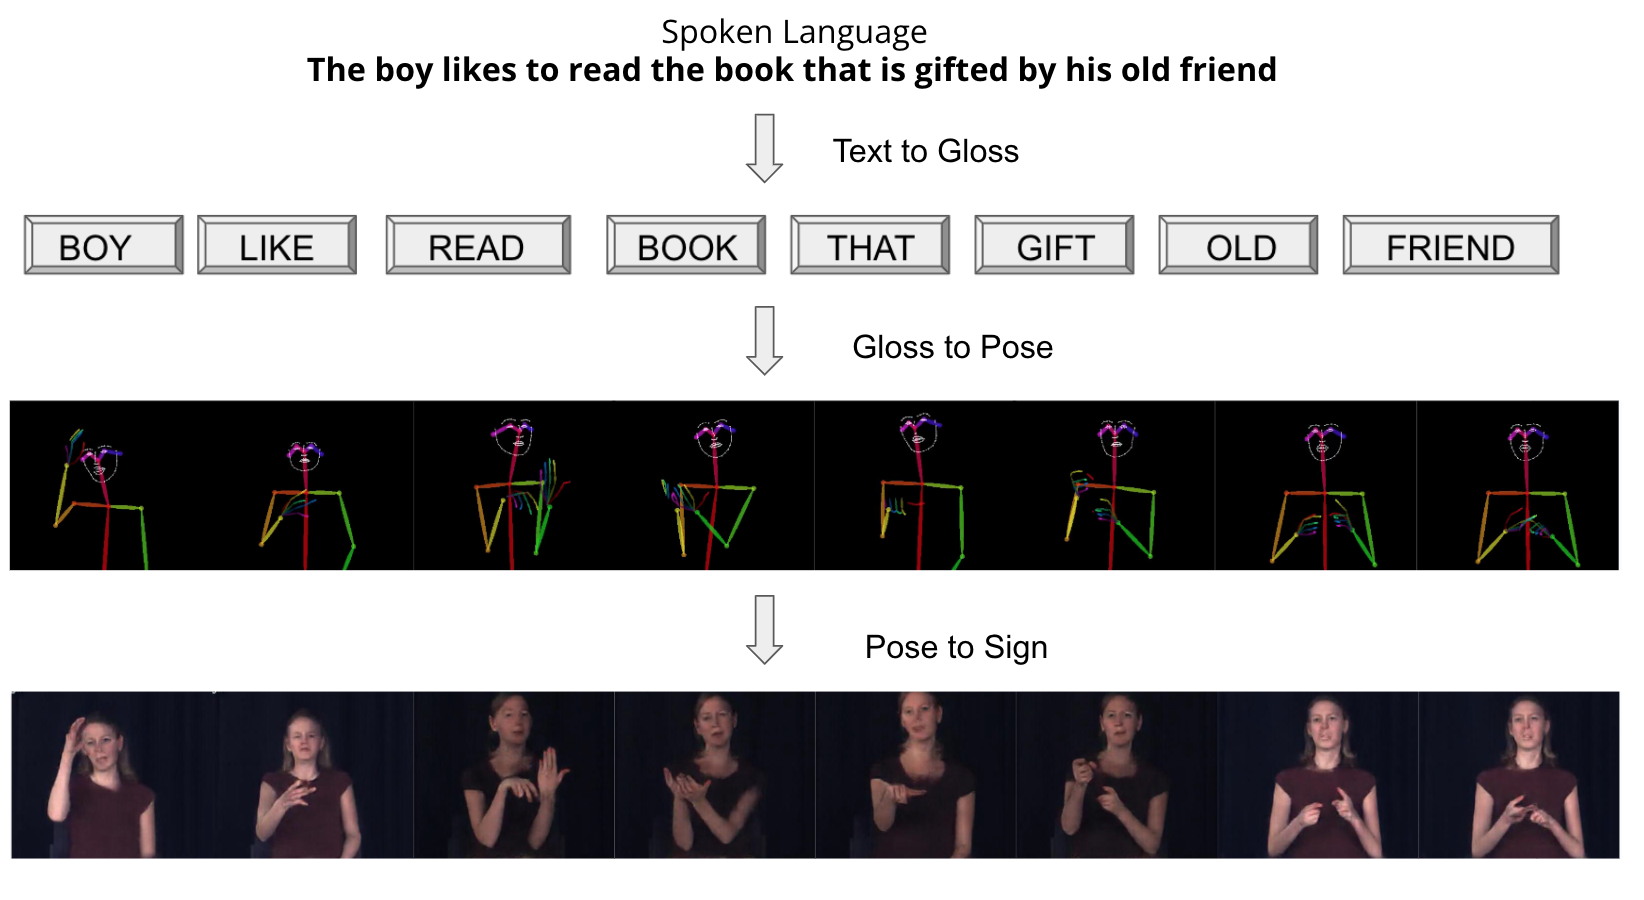 Spoken Language
The boy likes to read the book that is gifted by his old friend
Text to Gloss
BOY LIKE READ BOOK THAT GIFT OLD FRIEND
Gloss to Pose
Pose to Sign